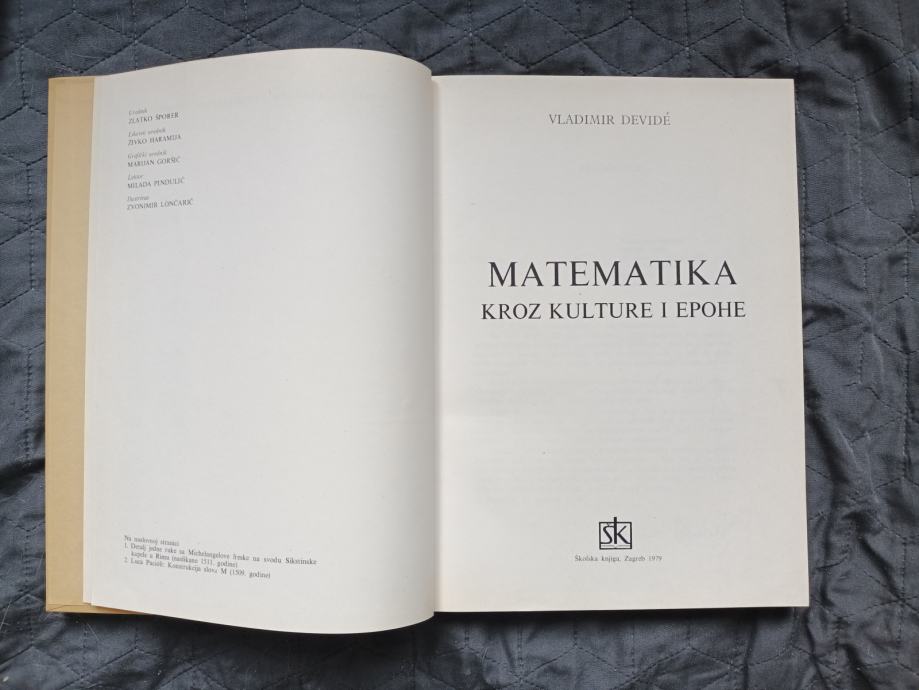 Urednik
ZLATKO ŠPORER
Likovni urednik
ŽIVKO HARAMIJA
Grafički urednik
MARIJAN GORŠIĆ
Lektor
MILADA PINDULIĆ
Ilustrirao
ZVONIMIR LONČARIĆ
Na naslovnoj stranici
1. Detalj jedne ruke sa Michelangelove freske na svodu Sikstinske
kapele u Rimu (naslikane 1511. godine)
2. Luca Pacioli: Konstrukcija slova M (1509. godine)
VLADIMIR DEVIDÉ
MATEMATIKA
KROZ KULTURE I EPOHE
šk
Školska knjiga, Zagreb 1979